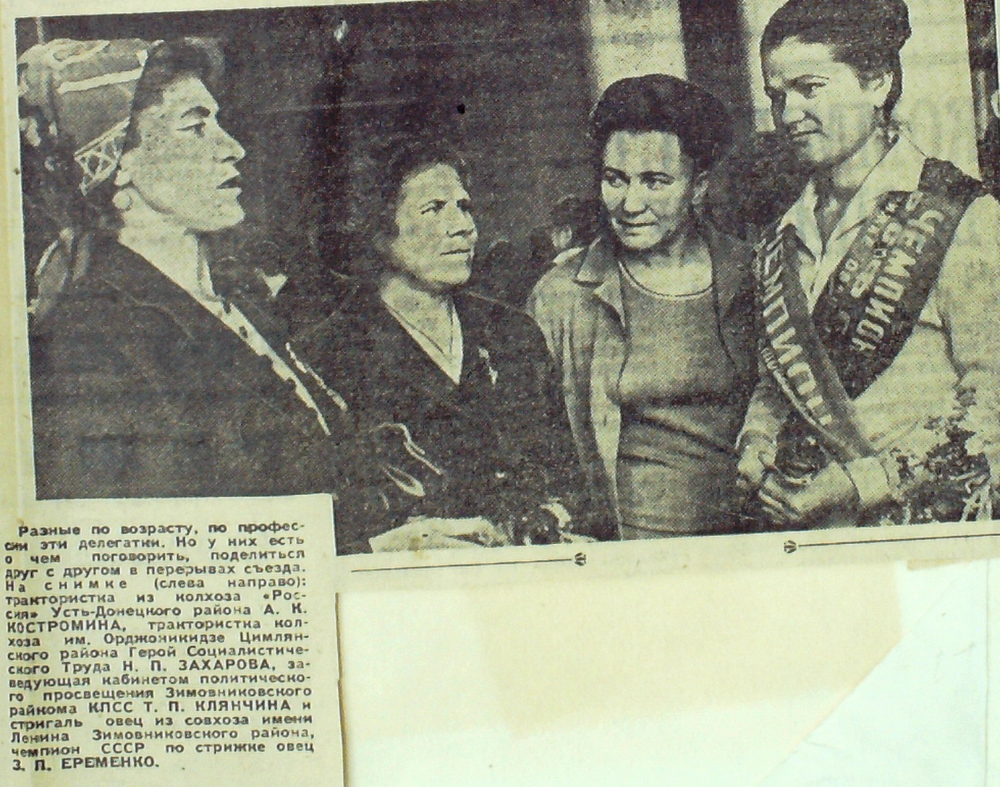 ЧЕМПИОН
СССР
ЧЕМПИОН
Разные по возрасту, по профес-
сии эти делегатки. Но у них есть
о чем поговорить, поделиться
друг с другом в перерывах съезда.
На снимке (слева направо):
трактористка из колхоза «Рос-
сия» Усть-Донецкого района А. К.
КОСТРОМИНА, трактористка кол-
хоза им. Орджоникидзе Цимлян-
ского района Герой Социалистиче-
ского Труда Н. П. ЗАХАРОВА, за-
ведующая кабинетом политическо-
го просвещения Зимовниковского
райкома КПСС Т. П. КЛЯНЧИНА и
стригаль овец из совхоза имени
Ленина Зимовниковского района,
чемпион СССР по стрижке овец
З. П. ЕРЕМЕНКО.